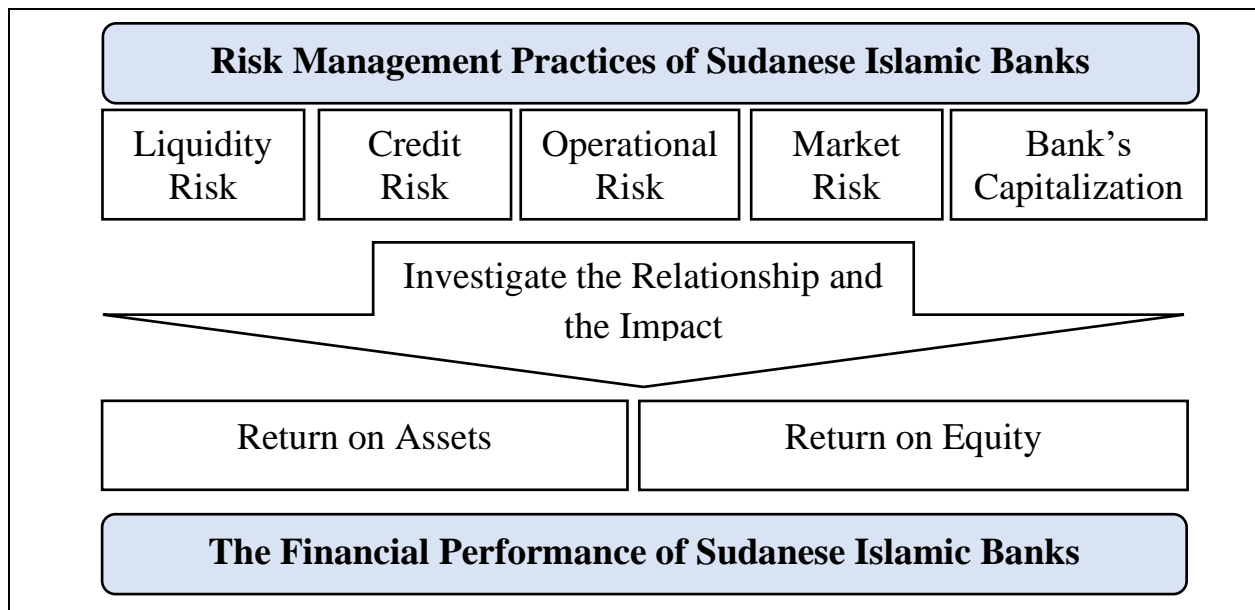 Risk Management Practices of Sudanese Islamic Banks
Liquidity
Risk
Credit
Risk
Operational
Risk
Market
Risk
Bank's
Capitalization
Investigate the Relationship and
the Impact
Return on Assets
Return on Equity
The Financial Performance of Sudanese Islamic Banks